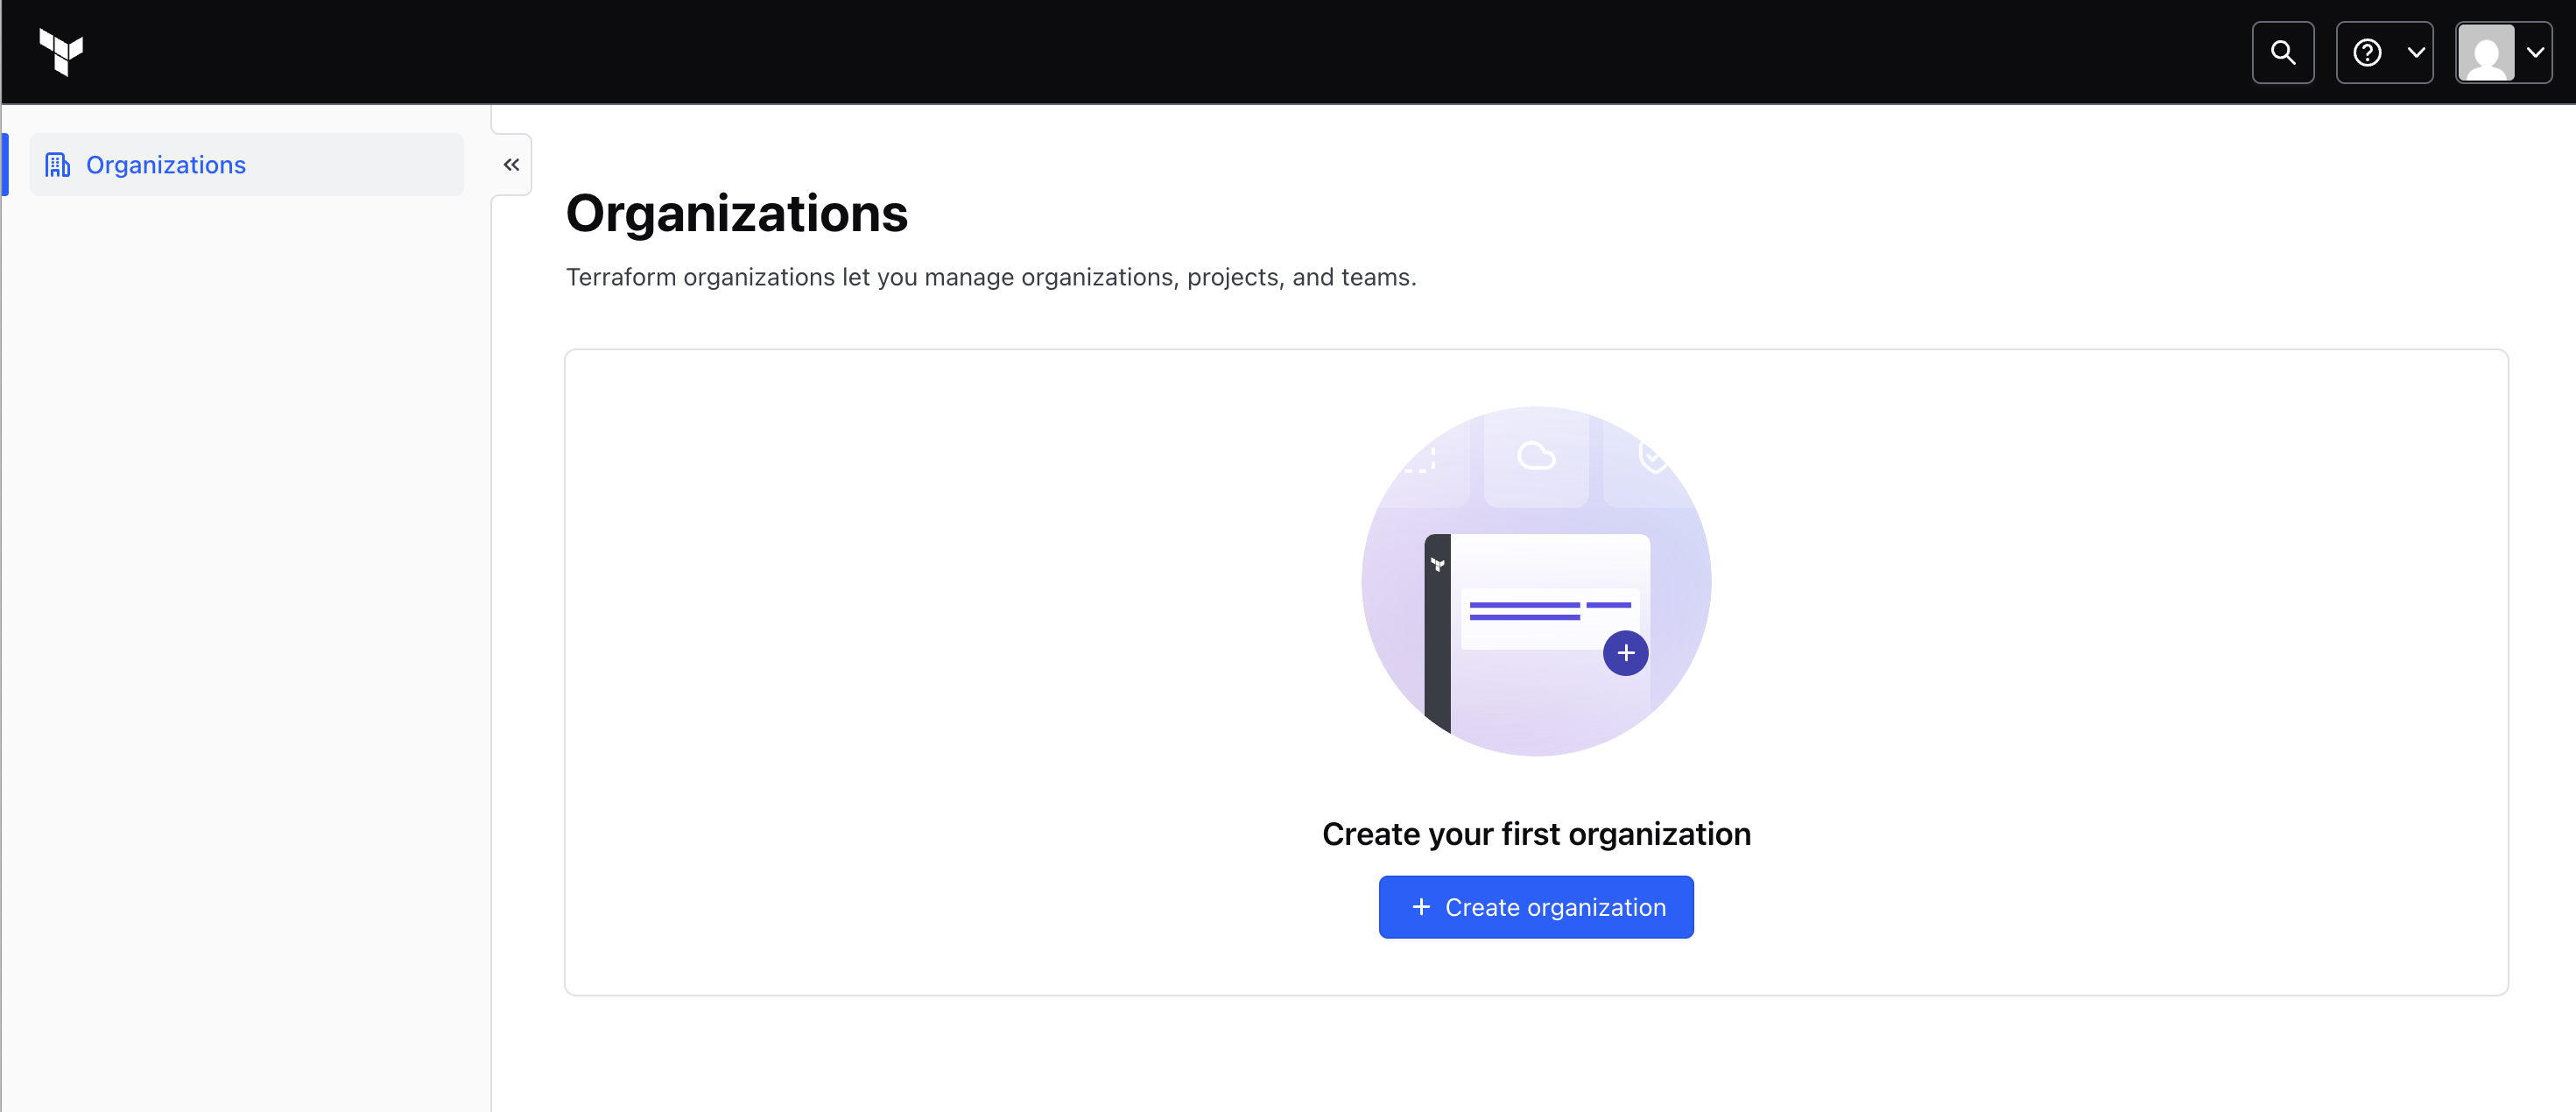 Organizations
Organizations
Terraform organizations let you manage organizations, projects, and teams.
Create your first organization
+ Create organization